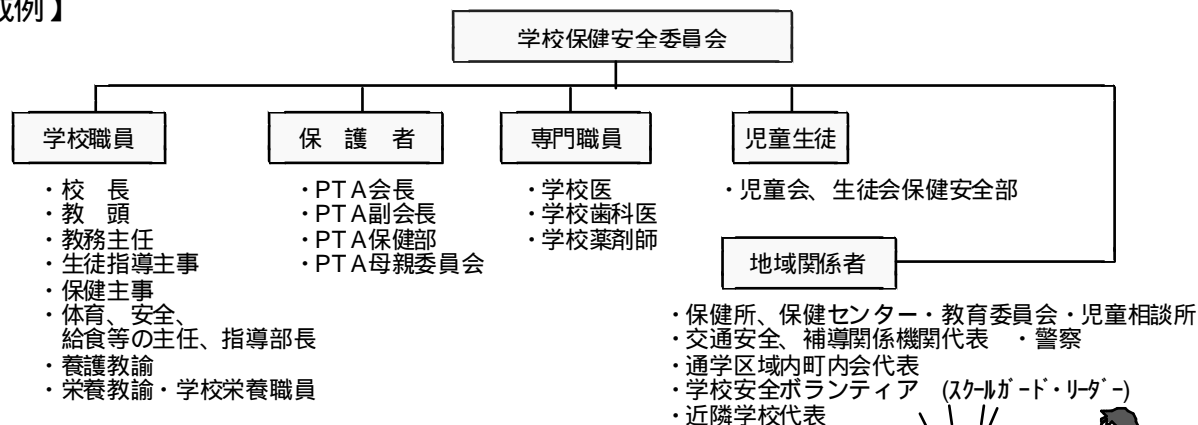 成例】
学校保健安全委員会
学校職員
・校　長
・教　頭
・教務主任
・生徒指導主事
・保健主事
・体育、安全、
給食等の主任、指導部長
・養護教諭
・栄養教諭・学校栄養職員
保　護　者
・PTA会長
・PTA副会長
・PTA保健部
・PTA母親委員会
専門職員
・学校医
・学校歯科医
・学校薬剤師
児童生徒
・児童会、生徒会保健安全部
地域関係者
・保健所、保健センター・教育委員会・児童相談所
・交通安全、補導関係機関代表　・警察
・通学区域内町内会代表
・学校安全ボランティア　(ｽｸｰﾙｶﾞｰﾄﾞ・ﾘｰﾀﾞｰ)
・近隣学校代表